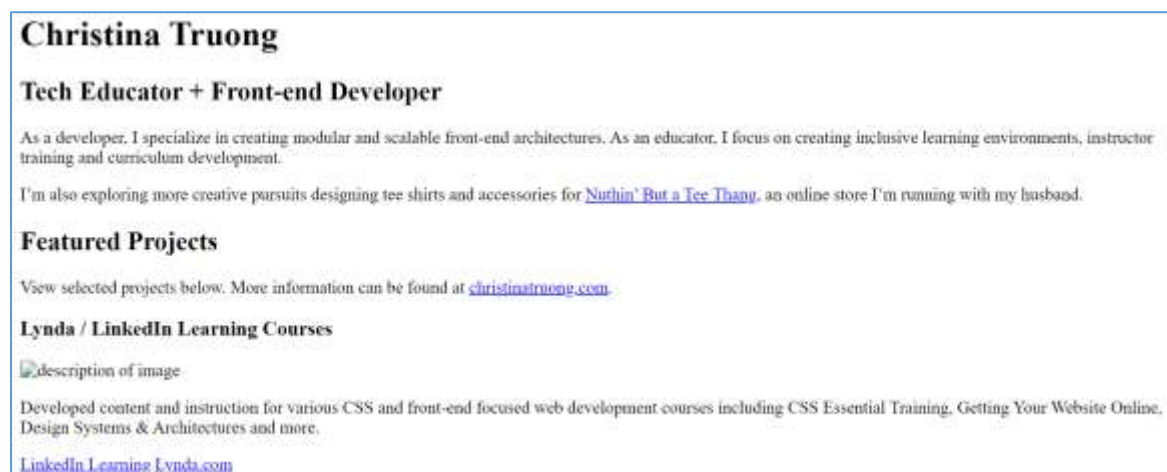 Christina Truong
Tech Educator + Front-end Developer
As a developer, I specialize in creating modular and scalable front-end architectures. As an educator, I focus on creating inclusive learning environments, instructor
training and curriculum development.
I'm also exploring more creative pursuits designing tee shirts and accessories for Nuthin' But a Tee Thang, an online store I'm running with my husband.
Featured Projects
View selected projects below. More information can be found at christinatruong.com.
Lynda / LinkedIn Learning Courses
description of image
Developed content and instruction for various CSS and front-end focused web development courses including CSS Essential Training, Getting Your Website Online,
Design Systems & Architectures and more.
LinkedIn Learning Lynda.com